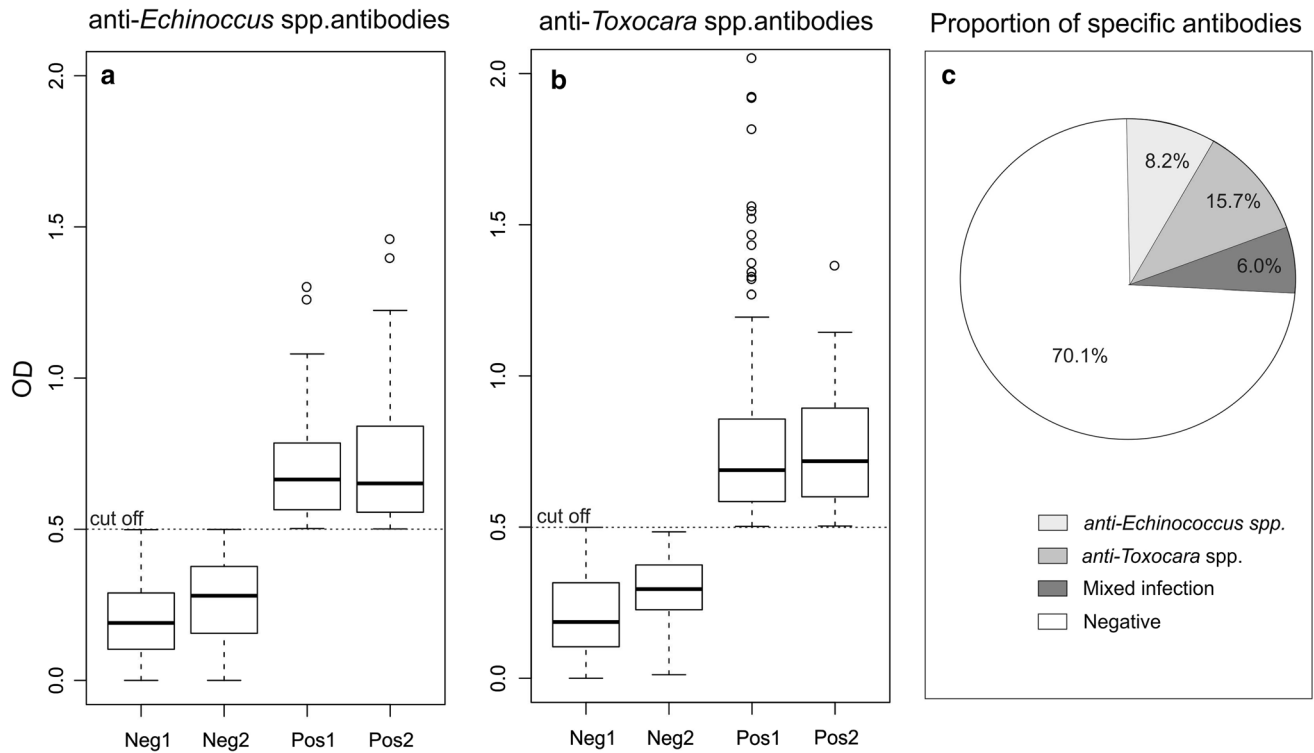 anti-Echinoccus spp.antibodies
a
2.0
1.5
1.0
0.5
0.0
OD
cut off
Neg1 Neg2 Pos1 Pos2
anti-Toxocara spp.antibodies
b
2.0
1.5
1.0
0.5
0.0
cut off
Neg1 Neg2 Pos1 Pos2
Proportion of specific antibodies
c
8.2%
15.7%
6.0%
70.1%
anti-Echinococcus spp.
anti-Toxocara spp.
Mixed infection
Negative